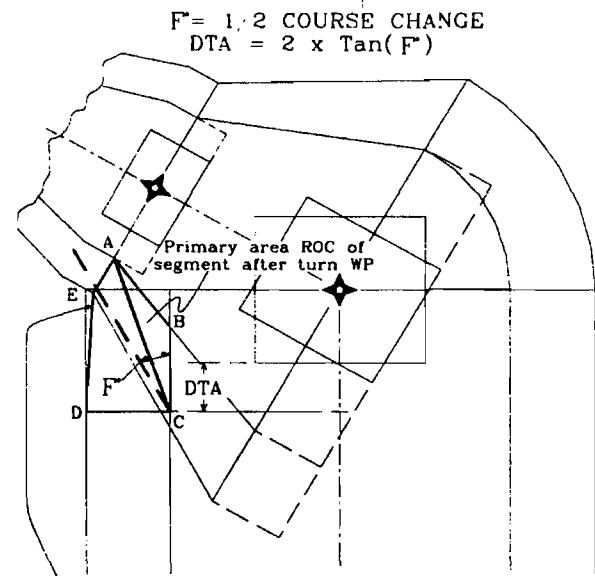 F = 1/2 COURSE CHANGE
DTA = 2 x Tan(F)
A
Primary area ROC of
segment after turn WP
E
B
F
DTA
D
C